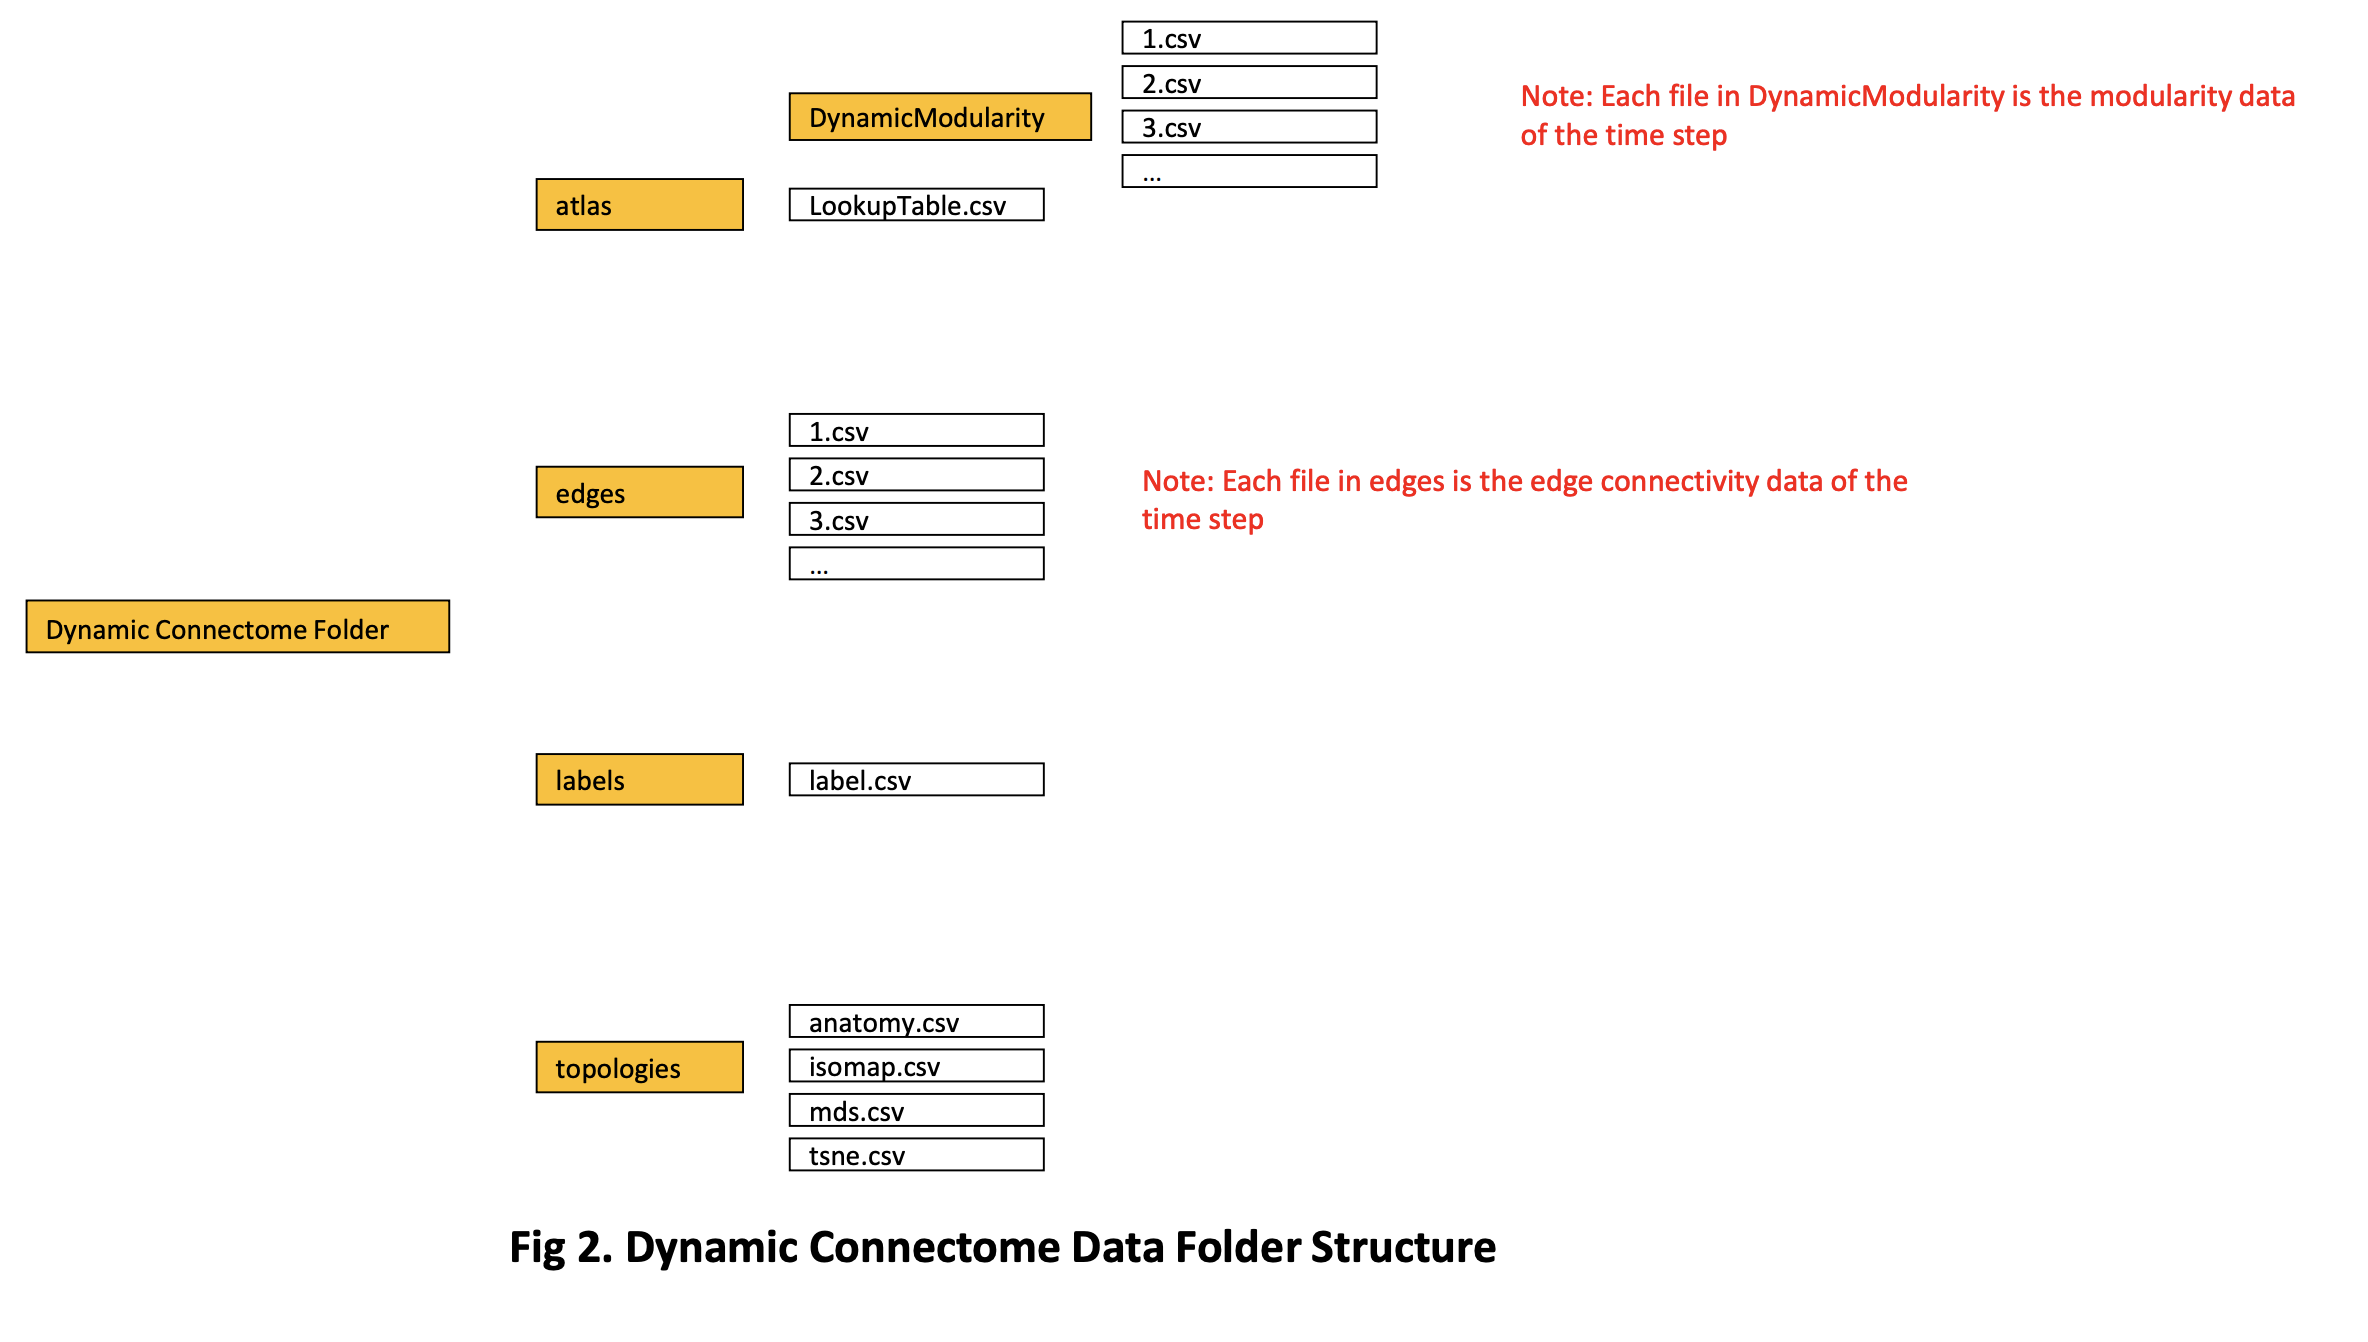 1.csv
2.csv
3.csv
...
DynamicModularity
Note: Each file in DynamicModularity is the modularity data
of the time step
atlas
LookupTable.csv
1.csv
2.csv
3.csv
...
edges
Note: Each file in edges is the edge connectivity data of the
time step
Dynamic Connectome Folder
labels
label.csv
anatomy.csv
isomap.csv
mds.csv
tsne.csv
topologies
Fig 2. Dynamic Connectome Data Folder Structure